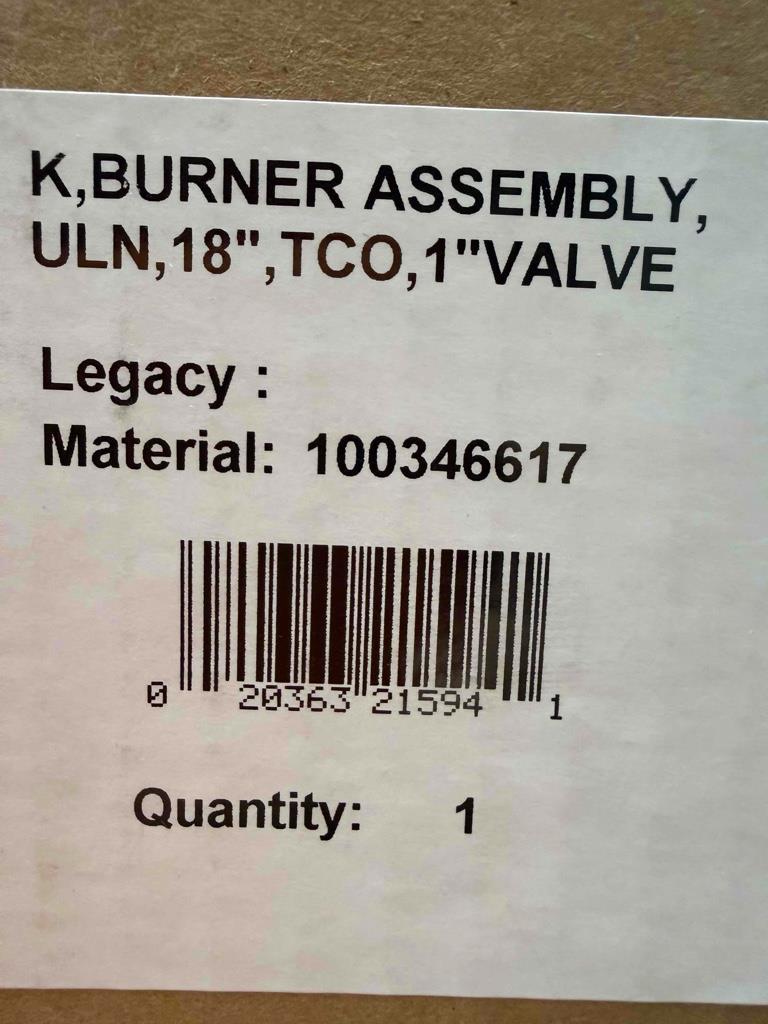 K,BURNER ASSEMBLY,
ULN,18",TCO,1"VALVE
Legacy :
Material: 100346617
0 20363 21594 1
Quantity: 1